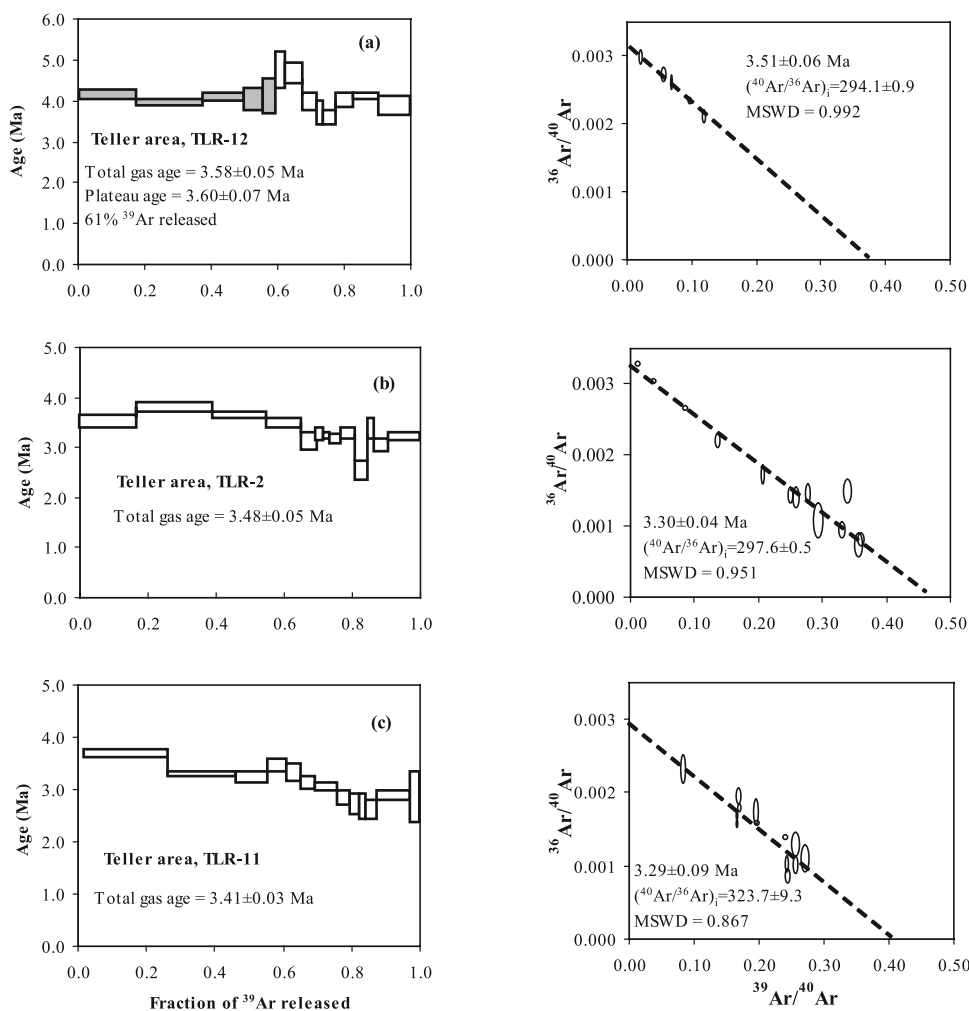 6.0
5.0
4.0
3.0
2.0
1.0
0.0
Age (Ma)
(a)
Teller area, TLR-12
Total gas age = 3.58±0.05 Ma
Plateau age = 3.60±0.07 Ma
61% ³⁹Ar released
0.0 0.2 0.4 0.6 0.8 1.0
0.003
0.002
0.001
0.000
³⁶Ar/⁴⁰Ar
3.51±0.06 Ma
(⁴⁰Ar/³⁶Ar)ᵢ=294.1±0.9
MSWD = 0.992
0.00 0.10 0.20 0.30 0.40 0.50
5.0
4.0
3.0
2.0
1.0
0.0
Age (Ma)
(b)
Teller area, TLR-2
Total gas age = 3.48±0.05 Ma
0.0 0.2 0.4 0.6 0.8 1.0
0.003
0.002
0.001
0.000
³⁶Ar/⁴⁰Ar
3.30±0.04 Ma
(⁴⁰Ar/³⁶Ar)ᵢ=297.6±0.5
MSWD = 0.951
0.00 0.10 0.20 0.30 0.40 0.50
5.0
4.0
3.0
2.0
1.0
0.0
Age (Ma)
(c)
Teller area, TLR-11
Total gas age = 3.41±0.03 Ma
0.0 0.2 0.4 0.6 0.8 1.0
Fraction of ³⁹Ar released
0.003
0.002
0.001
0.000
³⁶Ar/⁴⁰Ar
3.29±0.09 Ma
(⁴⁰Ar/³⁶Ar)ᵢ=323.7±9.3
MSWD = 0.867
0.00 0.10 0.20 0.30 0.40 0.50
³⁹Ar/⁴⁰Ar